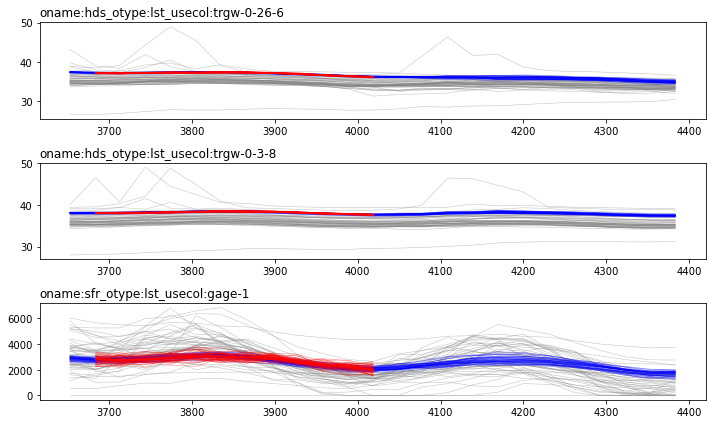 oname:hds_otype:lst_usecol:trgw-0-26-6
50
40
30
3700 3800 3900 4000 4100 4200 4300 4400
oname:hds_otype:lst_usecol:trgw-0-3-8
50
40
30
3700 3800 3900 4000 4100 4200 4300 4400
oname:sfr_otype:lst_usecol:gage-1
6000
4000
2000
0
3700 3800 3900 4000 4100 4200 4300 4400